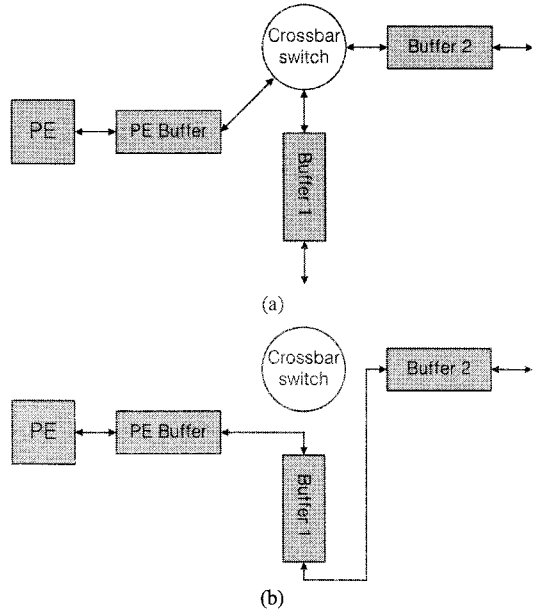 Crossbar
switch
Buffer 2
PE
PE Buffer
Buffer 1
(a)
Crossbar
switch
Buffer 2
PE
PE Buffer
Buffer 1
(b)